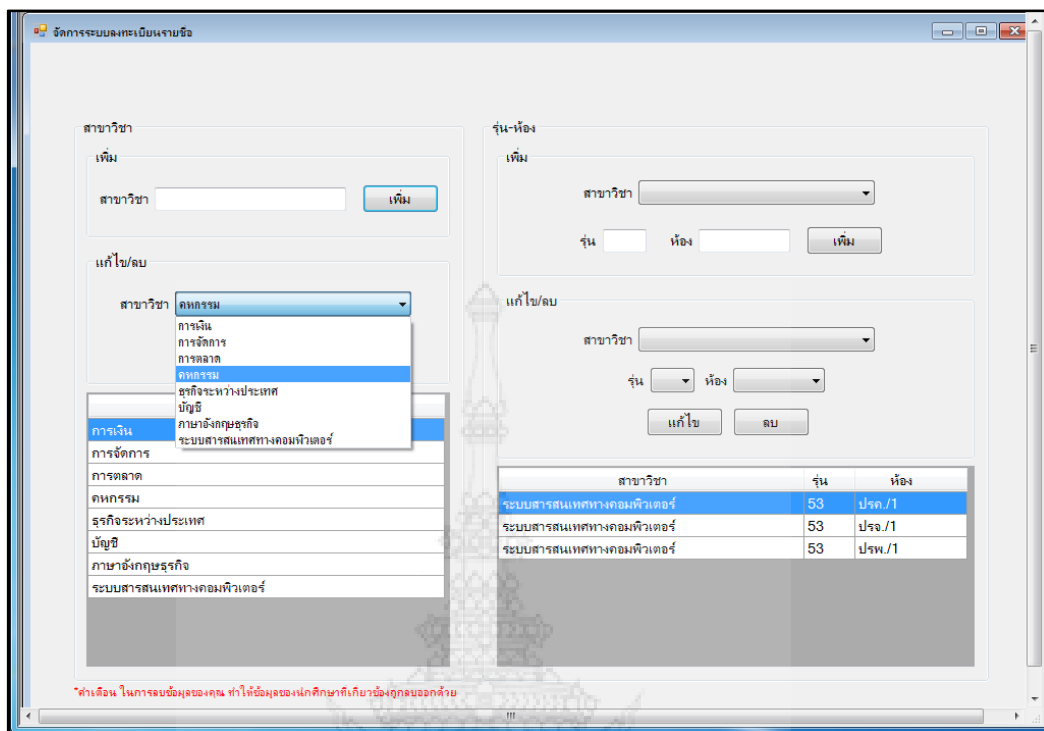 จัดการระบบลงทะเบียนรายชื่อ
สาขาวิชา
เพิ่ม
สาขาวิชา เพิ่ม
แก้ไข/ลบ
สาขาวิชา คหกรรม
การเงิน
การจัดการ
การตลาด
คหกรรม
ธุรกิจระหว่างประเทศ
บัญชี
ภาษาอังกฤษธุรกิจ
ระบบสารสนเทศทางคอมพิวเตอร์
การเงิน
การจัดการ
การตลาด
คหกรรม
ธุรกิจระหว่างประเทศ
บัญชี
ภาษาอังกฤษธุรกิจ
ระบบสารสนเทศทางคอมพิวเตอร์
รุ่น-ห้อง
เพิ่ม
สาขาวิชา
รุ่น ห้อง เพิ่ม
แก้ไข/ลบ
สาขาวิชา
รุ่น ห้อง
แก้ไข ลบ
สาขาวิชา รุ่น ห้อง
ระบบสารสนเทศทางคอมพิวเตอร์ 53 ปรค./1
ระบบสารสนเทศทางคอมพิวเตอร์ 53 ปรจ./1
ระบบสารสนเทศทางคอมพิวเตอร์ 53 ปรพ./1
*คำเตือน ในการลบข้อมูลของคุณ ทำให้ข้อมูลของนักศึกษาที่เกี่ยวข้องถูกลบออกด้วย